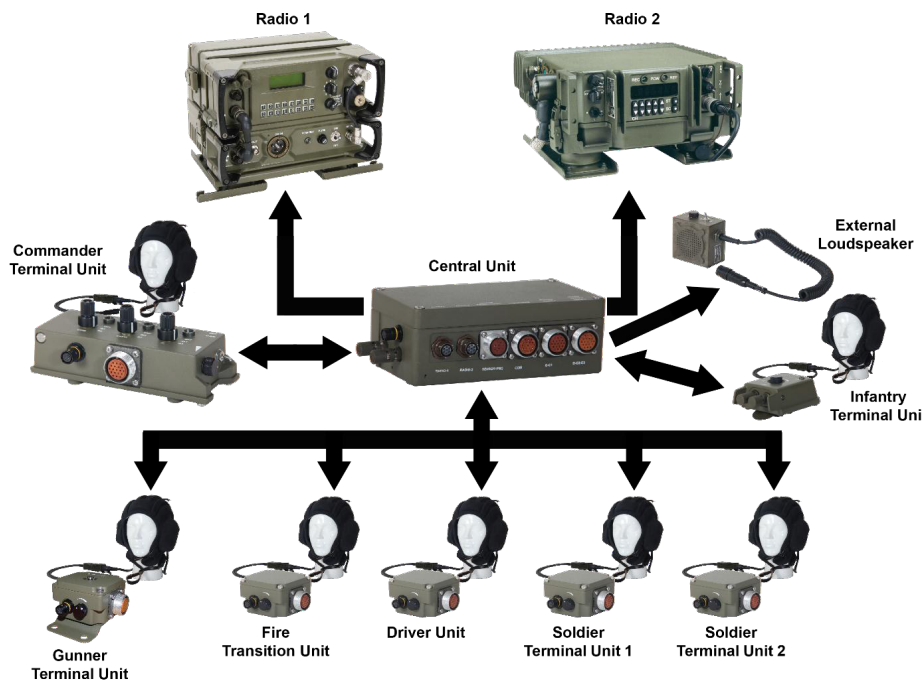 Radio 1
Radio 2
Commander
Terminal Unit
Central Unit
External
Loudspeaker
Infantry
Terminal Uni
Gunner
Terminal Unit
Fire
Transition Unit
Driver Unit
Soldier
Terminal Unit 1
Soldier
Terminal Unit 2